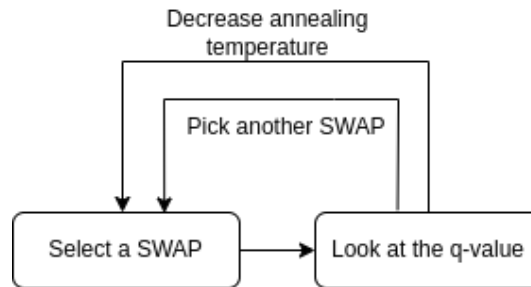 Decrease annealing
temperature
Pick another SWAP
Select a SWAP
Look at the q-value